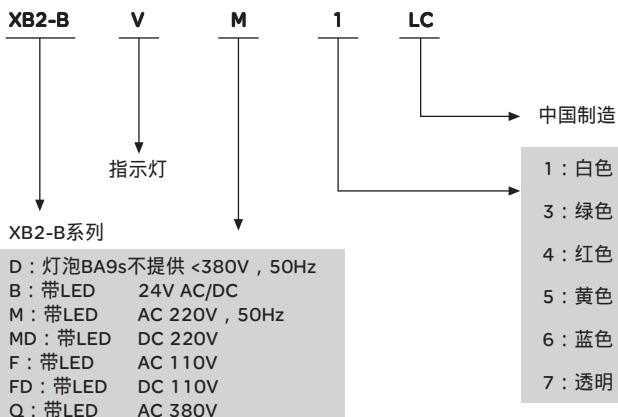 XB2-B V M 1 LC
中国制造
指示灯
1：白色
3：绿色
4：红色
5：黄色
6：蓝色
7：透明
XB2-B系列
D：灯泡BA9s不提供 <380V，50Hz
B：带LED 24V AC/DC
M：带LED AC 220V，50Hz
MD：带LED DC 220V
F：带LED AC 110V
FD：带LED DC 110V
Q：带LED AC 380V